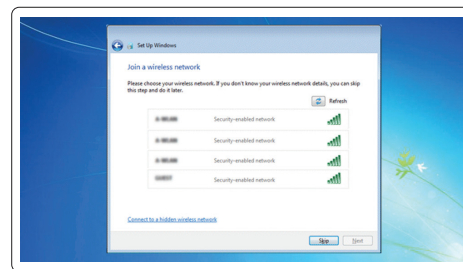 Set Up Windows
Join a wireless network
Please choose your wireless network. If you don't know your wireless network details, you can skip
this step and do it later.
Refresh
Security-enabled network
Security-enabled network
Security-enabled network
Security-enabled network
Connect to a hidden wireless network
Skip Next